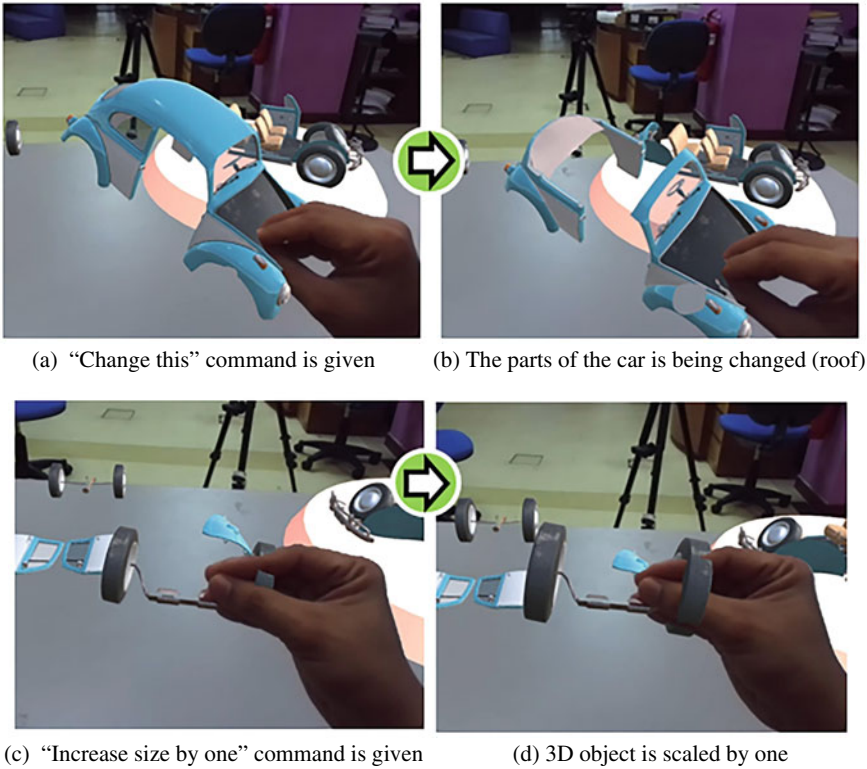 (a) “Change this” command is given
(b) The parts of the car is being changed (roof)
(c) “Increase size by one” command is given
(d) 3D object is scaled by one